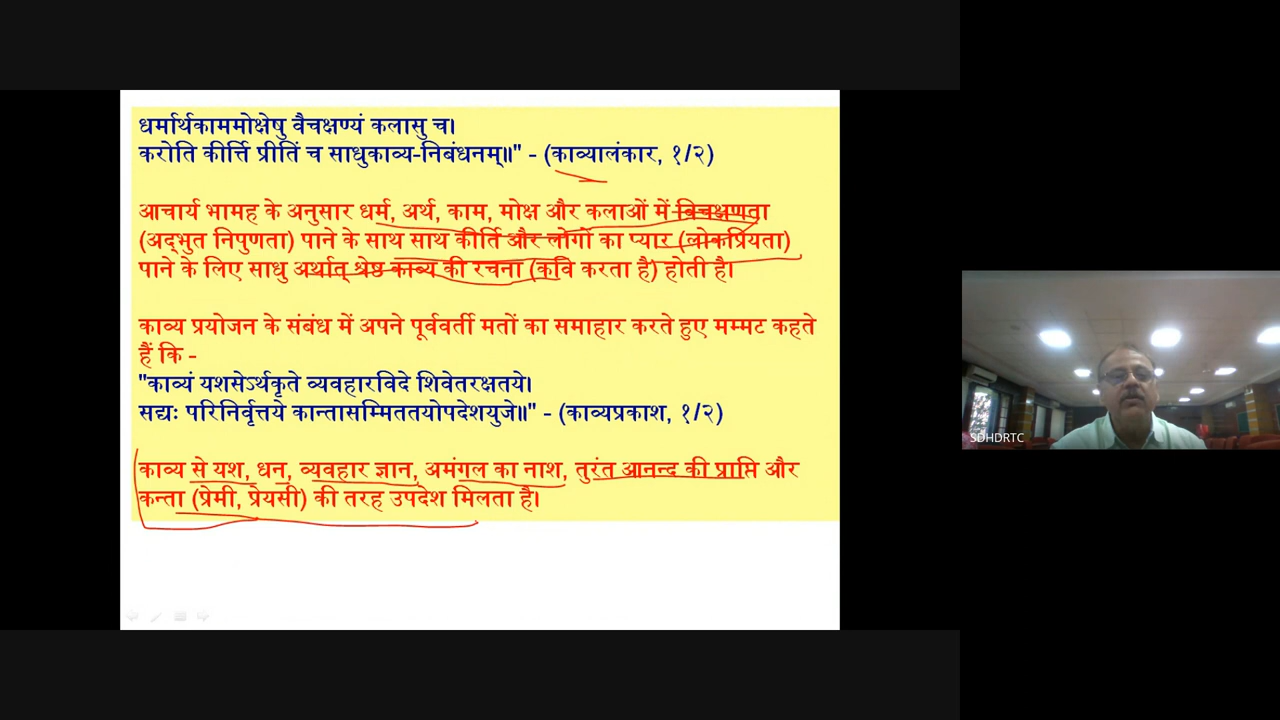 धर्मार्थकाममोक्षेषु वैचक्षण्यं कलासु च।
करोति कीर्त्ति प्रीतिं च साधुकाव्य-निबंधनम्॥" - (काव्यालंकार, १/२)
आचार्य भामह के अनुसार धर्म, अर्थ, काम, मोक्ष और कलाओं में विचक्षणता
(अद्भुत निपुणता) पाने के साथ साथ कीर्ति और लोगों का प्यार (लोकप्रियता)
पाने के लिए साधु अर्थात् श्रेष्ठ काव्य की रचना (कवि करता है) होती है।
काव्य प्रयोजन के संबंध में अपने पूर्ववर्ती मतों का समाहार करते हुए मम्मट कहते
हैं कि -
"काव्यं यशसेऽर्थकृते व्यवहारविदे शिवेतरक्षतये।
सद्यः परिनिर्वृत्तये कान्तासम्मिततयोपदेशयुजे॥" - (काव्यप्रकाश, १/२)
काव्य से यश, धन, व्यवहार ज्ञान, अमंगल का नाश, तुरंत आनन्द की प्राप्ति और
कन्ता (प्रेमी, प्रेयसी) की तरह उपदेश मिलता है।
SDHDRTC